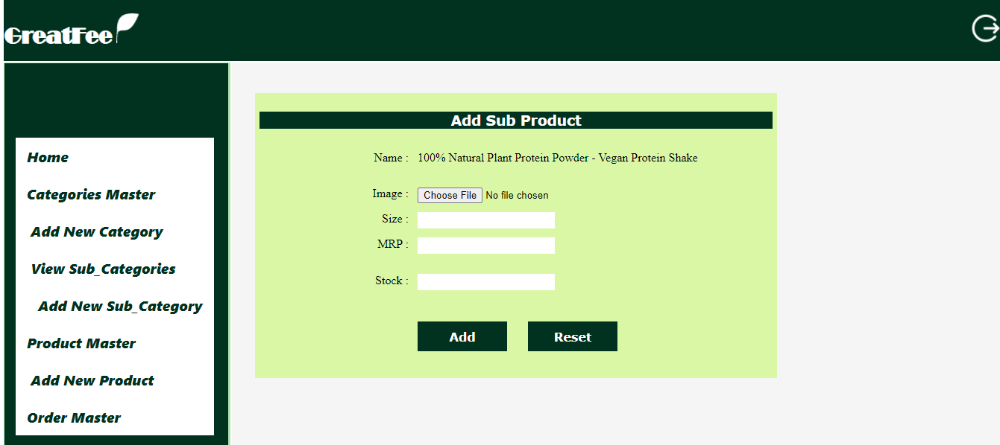 GreatFee
Home
Categories Master
Add New Category
View Sub_Categories
Add New Sub_Category
Product Master
Add New Product
Order Master
Add Sub Product
Name : 100% Natural Plant Protein Powder - Vegan Protein Shake
Image : Choose File No file chosen
Size :
MRP :
Stock :
Add Reset